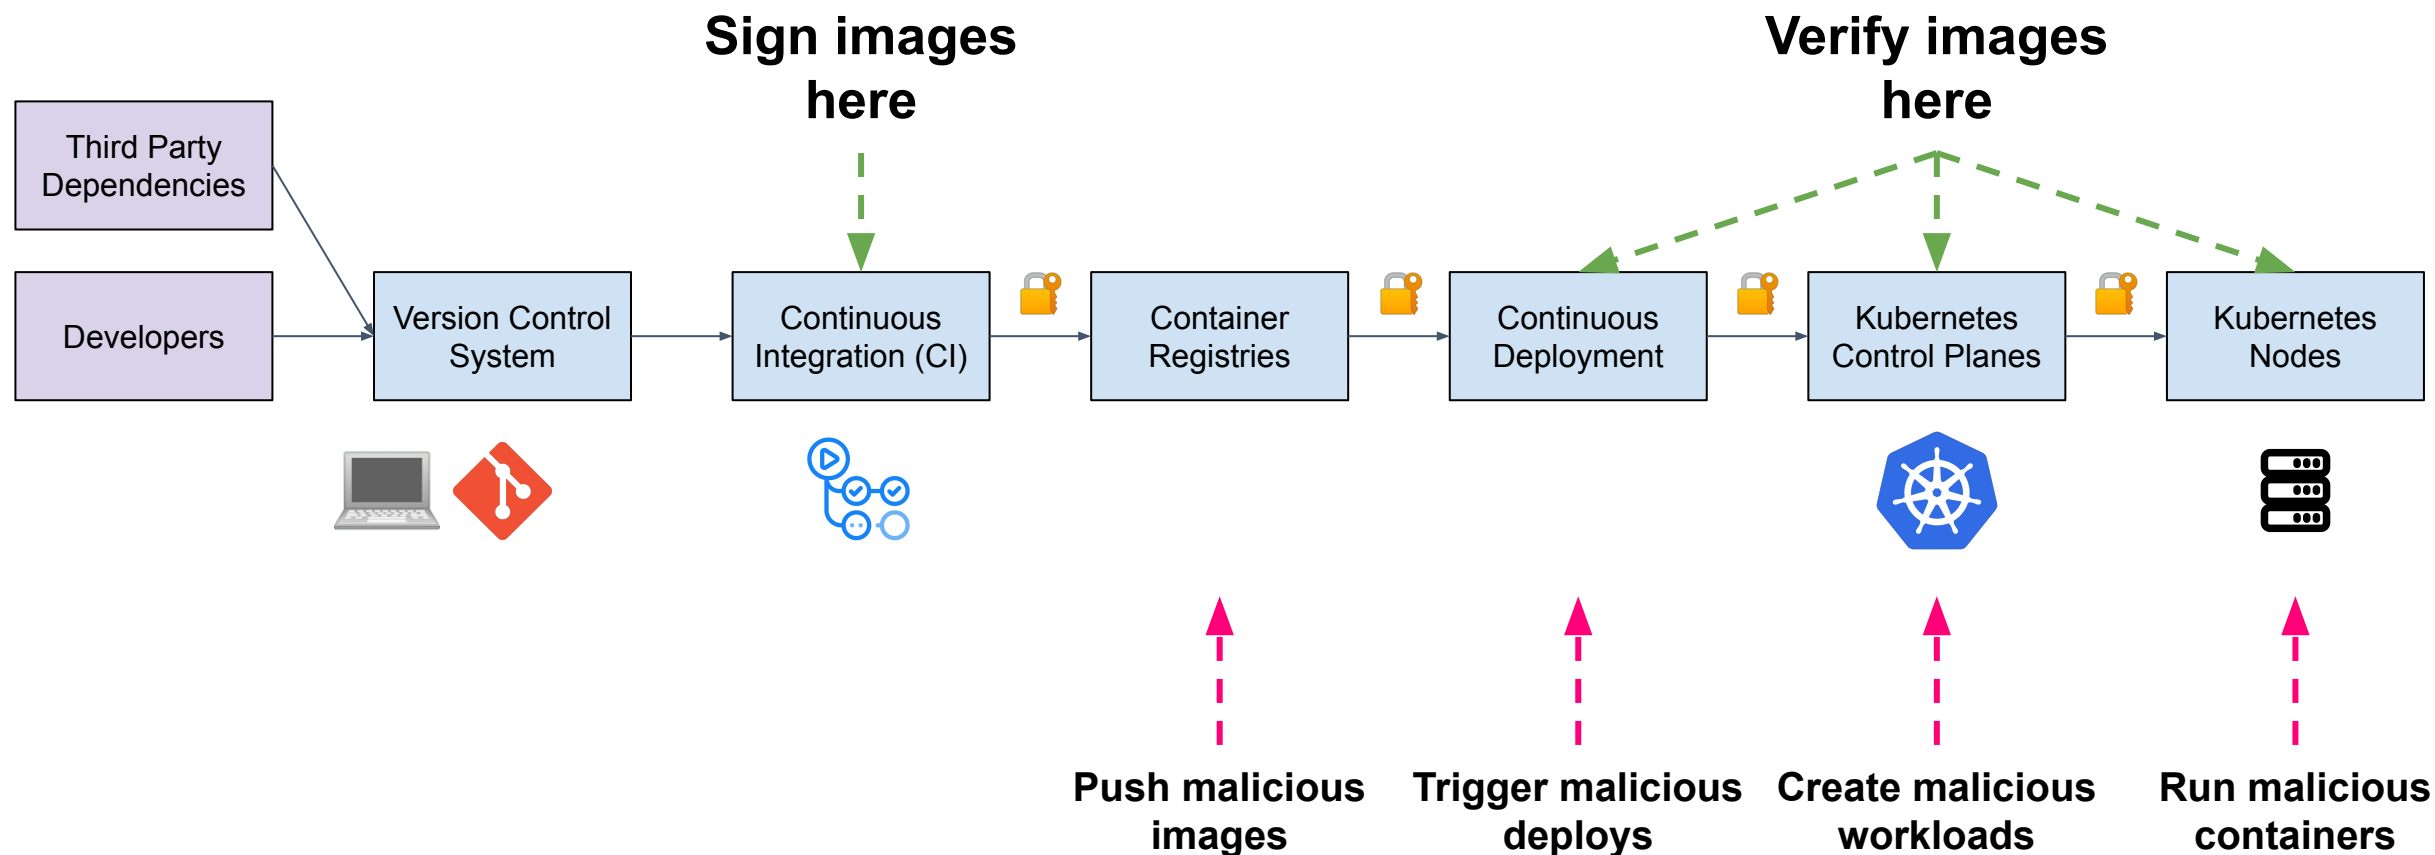 Sign images
here
Verify images
here
Third Party
Dependencies
Developers
Version Control
System
Continuous
Integration (CI)
Container
Registries
Continuous
Deployment
Kubernetes
Control Planes
Kubernetes
Nodes
Push malicious
images
Trigger malicious
deploys
Create malicious
workloads
Run malicious
containers